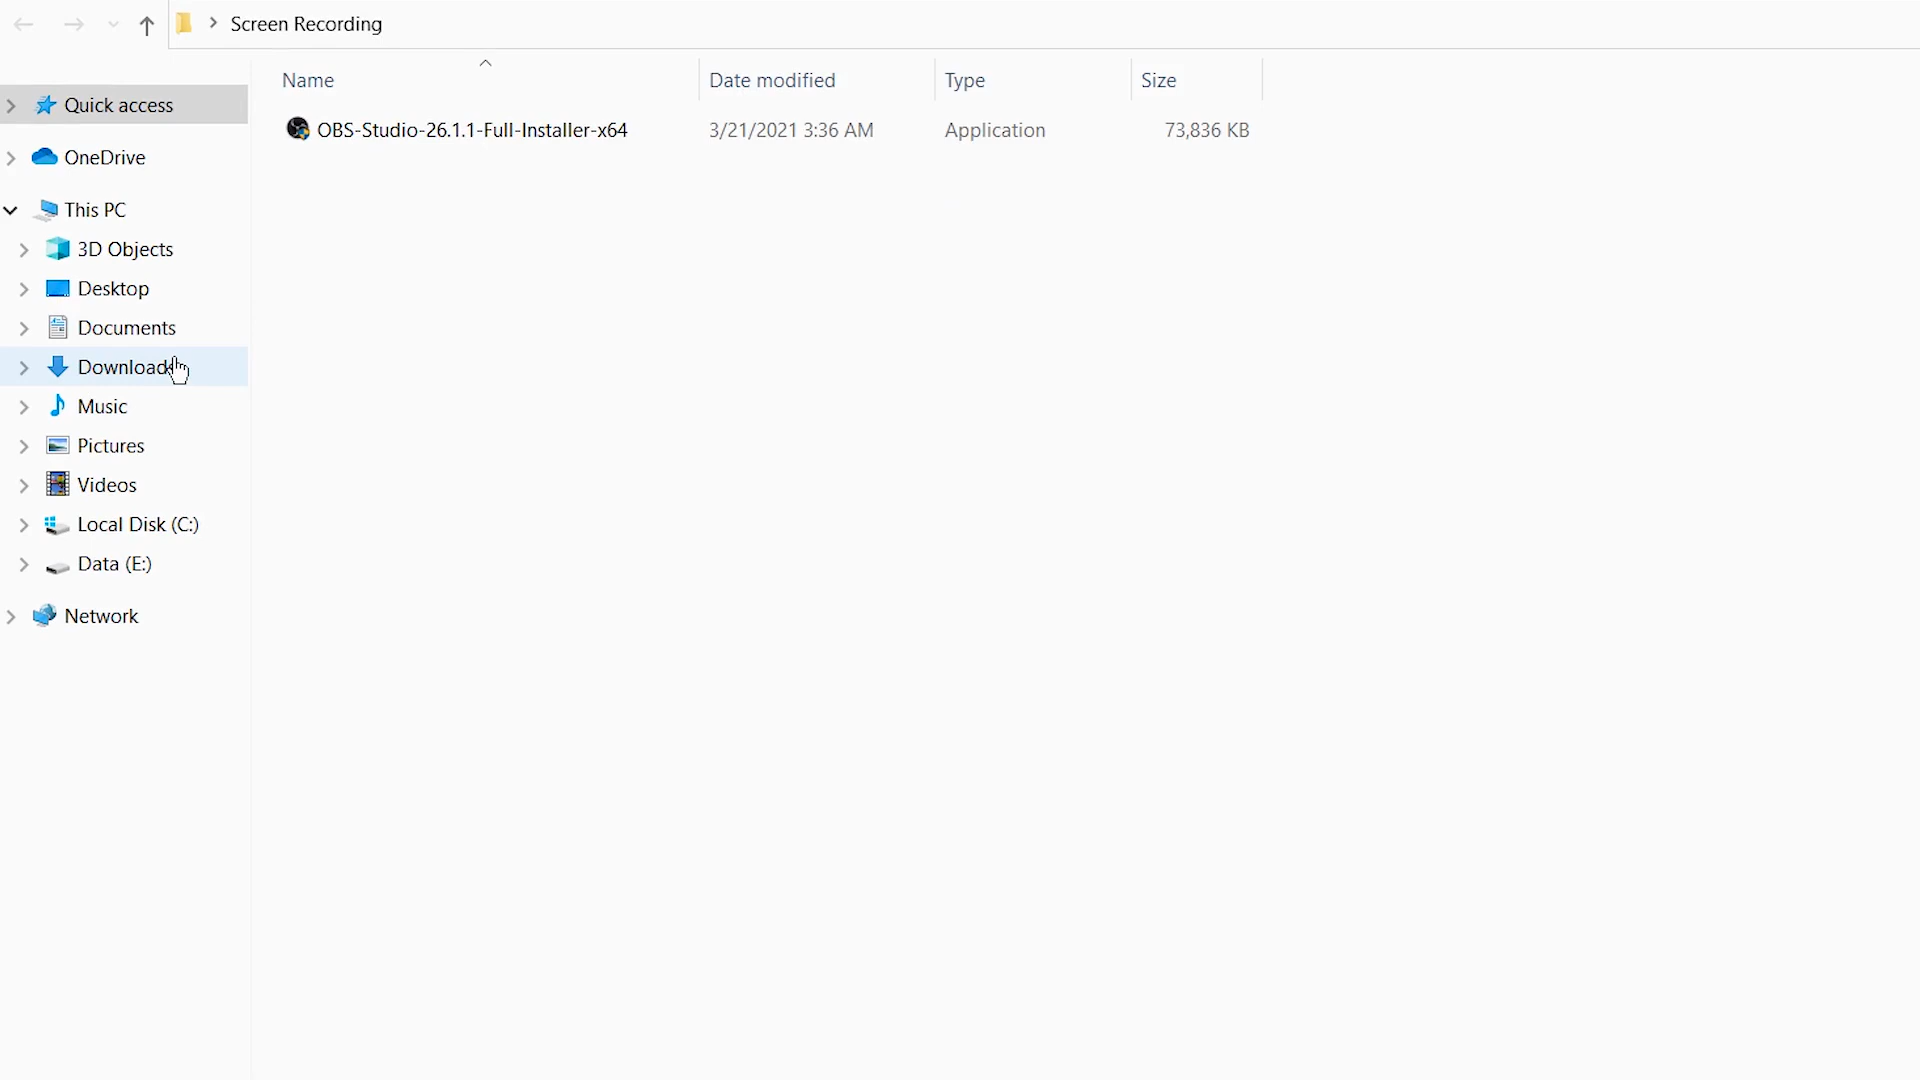 Screen Recording
Name Date modified Type Size
Quick access
OBS-Studio-26.1.1-Full-Installer-x64 3/21/2021 3:36 AM Application 73,836 KB
OneDrive
This PC
3D Objects
Desktop
Documents
Downloads
Music
Pictures
Videos
Local Disk (C:)
Data (E:)
Network